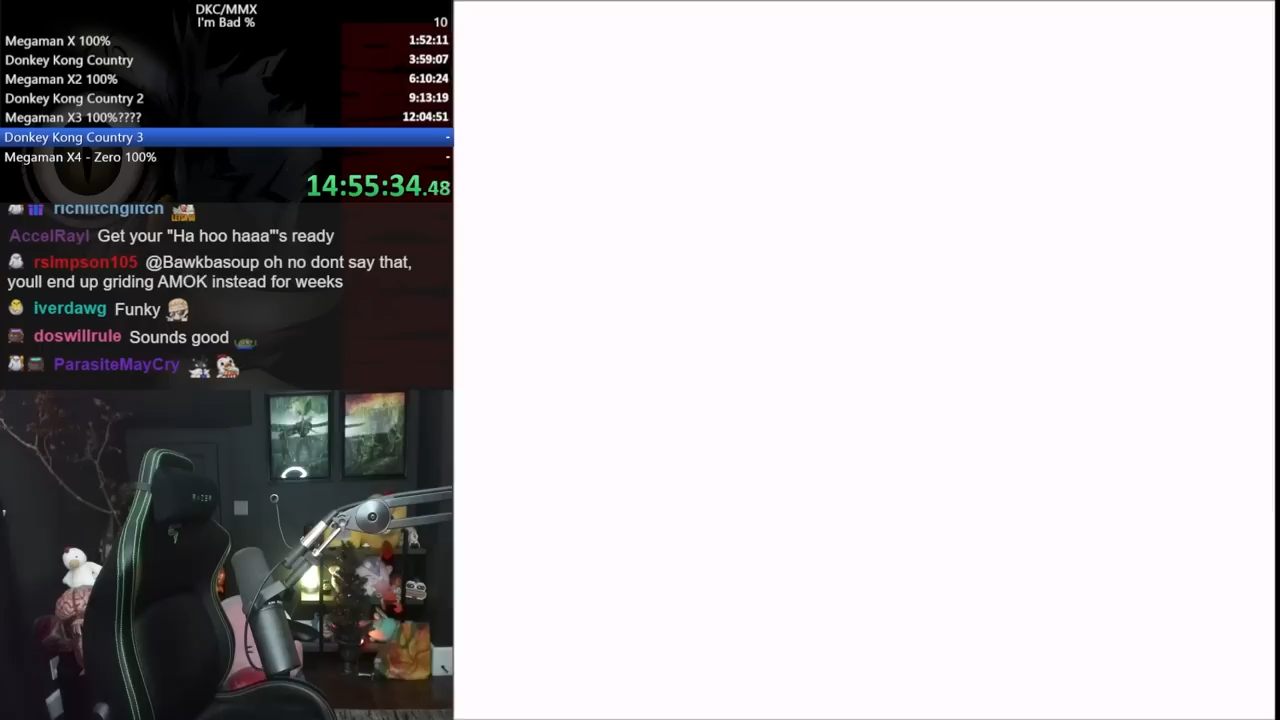 DKC/MMX
I'm Bad %
10
Megaman X 100% 1:52:11
Donkey Kong Country 3:59:07
Megaman X2 100% 6:10:24
Donkey Kong Country 2 9:13:19
Megaman X3 100%???? 12:04:51
Donkey Kong Country 3 -
Megaman X4 - Zero 100% -
14:55:34.48
richlitchglitch
AccelRayl Get your "Ha hoo haaa"'s ready
rsimpson105 @Bawkbasoup oh no dont say that,
youll end up griding AMOK instead for weeks
iverdawg Funky
doswillrule Sounds good
ParasiteMayCry
RAZER